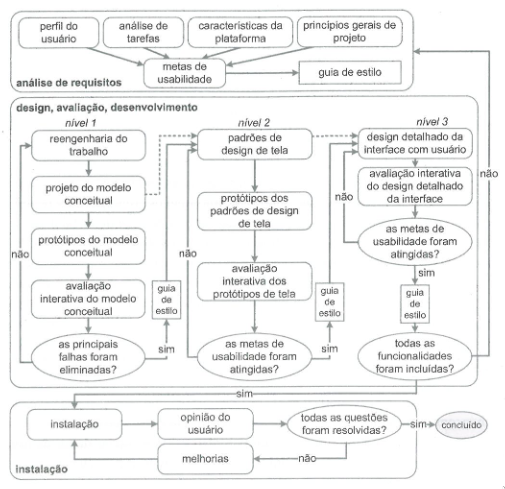 perfil do
usuário
análise de
tarefas
características da
plataforma
princípios gerais de
projeto
metas de
usabilidade
guia de estilo
análise de requisitos
design, avaliação, desenvolvimento
nível 1
nível 2
nível 3
reengenharia do
trabalho
projeto do modelo
conceitual
protótipos do modelo
conceitual
avaliação
interativa do modelo
conceitual
as principais
falhas foram
eliminadas?
não
sim
guia
de
estilo
padrões de
design de tela
protótipos dos
padrões de design
de tela
avaliação
interativa dos
protótipos de tela
as metas de
usabilidade foram
atingidas?
não
sim
guia
de
estilo
design detalhado da
interface com usuário
avaliação interativa
do design detalhado
da interface
as metas de
usabilidade foram
atingidas?
não
sim
guia
de
estilo
todas as
funcionalidades
foram incluídas?
não
sim
instalação
opinião do
usuário
todas as questões
foram resolvidas?
sim
concluído
melhorias
não
instalação